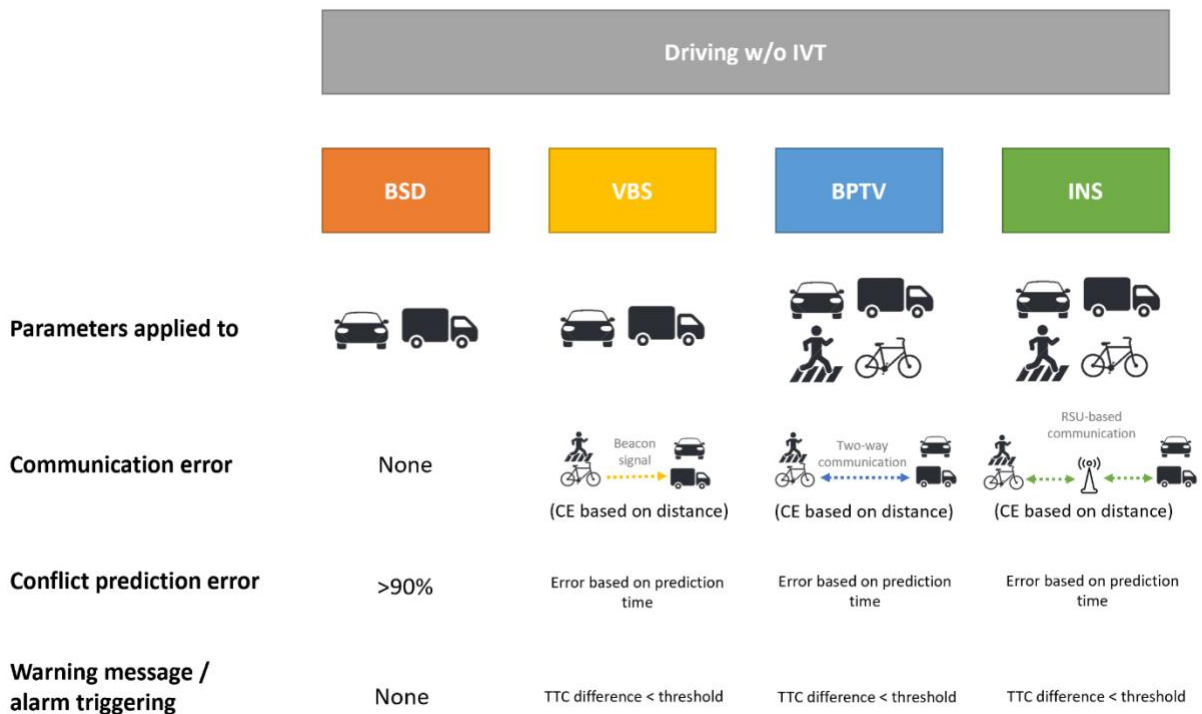 Driving w/o IVT
BSD
VBS
BPTV
INS
Parameters applied to
Communication error
None
Beacon
signal
(CE based on distance)
Two-way
communication
(CE based on distance)
RSU-based
communication
(CE based on distance)
Conflict prediction error
>90%
Error based on prediction
time
Error based on prediction
time
Error based on prediction
time
Warning message /
alarm triggering
None
TTC difference < threshold
TTC difference < threshold
TTC difference < threshold